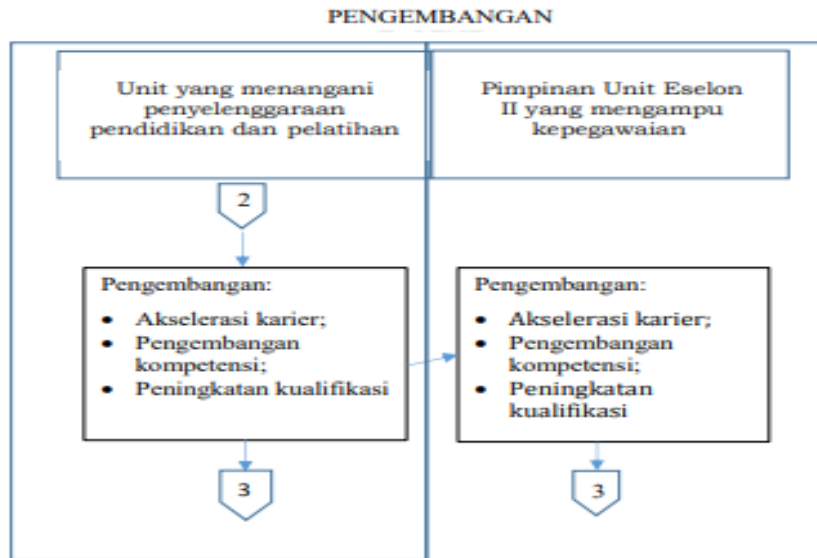 PENGEMBANGAN
Unit yang menangani
penyelenggaraan
pendidikan dan pelatihan
Pimpinan Unit Eselon
II yang mengampu
kepegawaian
2
Pengembangan:
• Akselerasi karier;
• Pengembangan
kompetensi;
• Peningkatan kualifikasi
Pengembangan:
• Akselerasi karier;
• Pengembangan
kompetensi;
• Peningkatan
kualifikasi
3
3